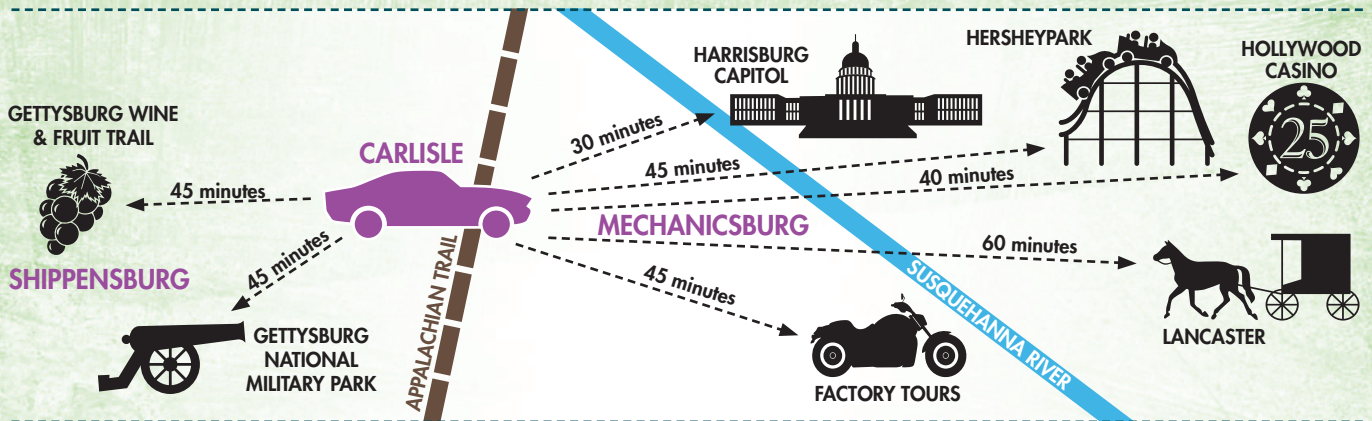 GETTYSBURG WINE
& FRUIT TRAIL
45 minutes
SHIPPENSBURG
CARLISLE
45 minutes
GETTYSBURG
NATIONAL
MILITARY PARK
APPALACHIAN TRAIL
30 minutes
HARRISBURG
CAPITOL
45 minutes
HERSHEYPARK
40 minutes
HOLLYWOOD
CASINO
25
MECHANICSBURG
60 minutes
LANCASTER
45 minutes
FACTORY TOURS
SUSQUEHANNA RIVER